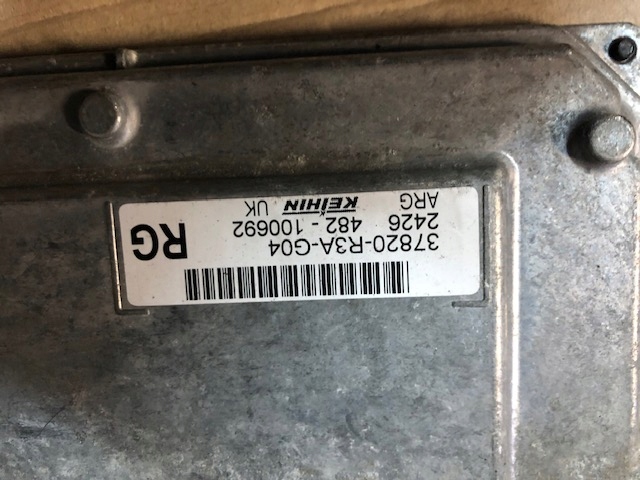 37820-R3A-G04
2426 482-100692
ARG KEIHIN UK
RG